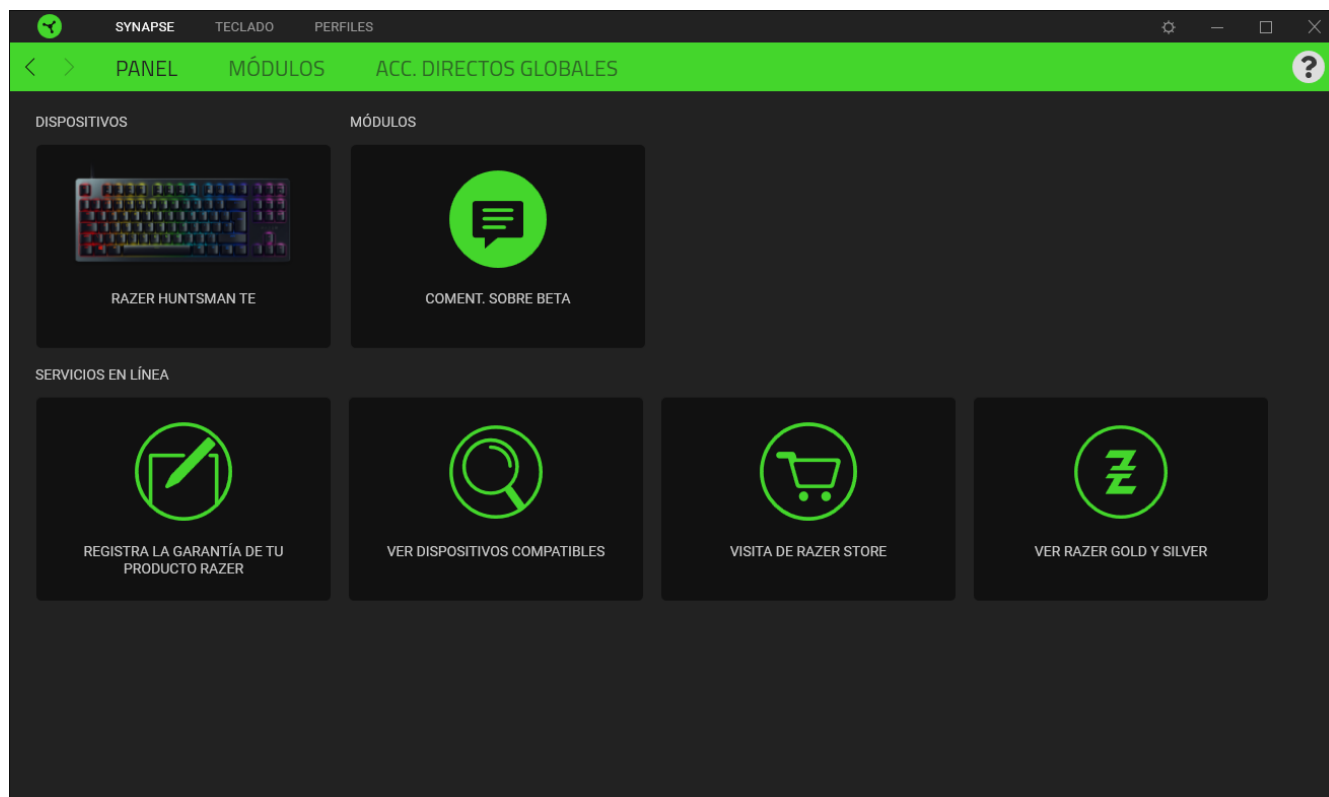 SYNAPSE TECLADO PERFILES
PANEL MÓDULOS ACC. DIRECTOS GLOBALES ?
DISPOSITIVOS MÓDULOS
RAZER HUNTSMAN TE COMENT. SOBRE BETA
SERVICIOS EN LÍNEA
REGISTRA LA GARANTÍA DE TU
PRODUCTO RAZER
VER DISPOSITIVOS COMPATIBLES
VISITA DE RAZER STORE
VER RAZER GOLD Y SILVER